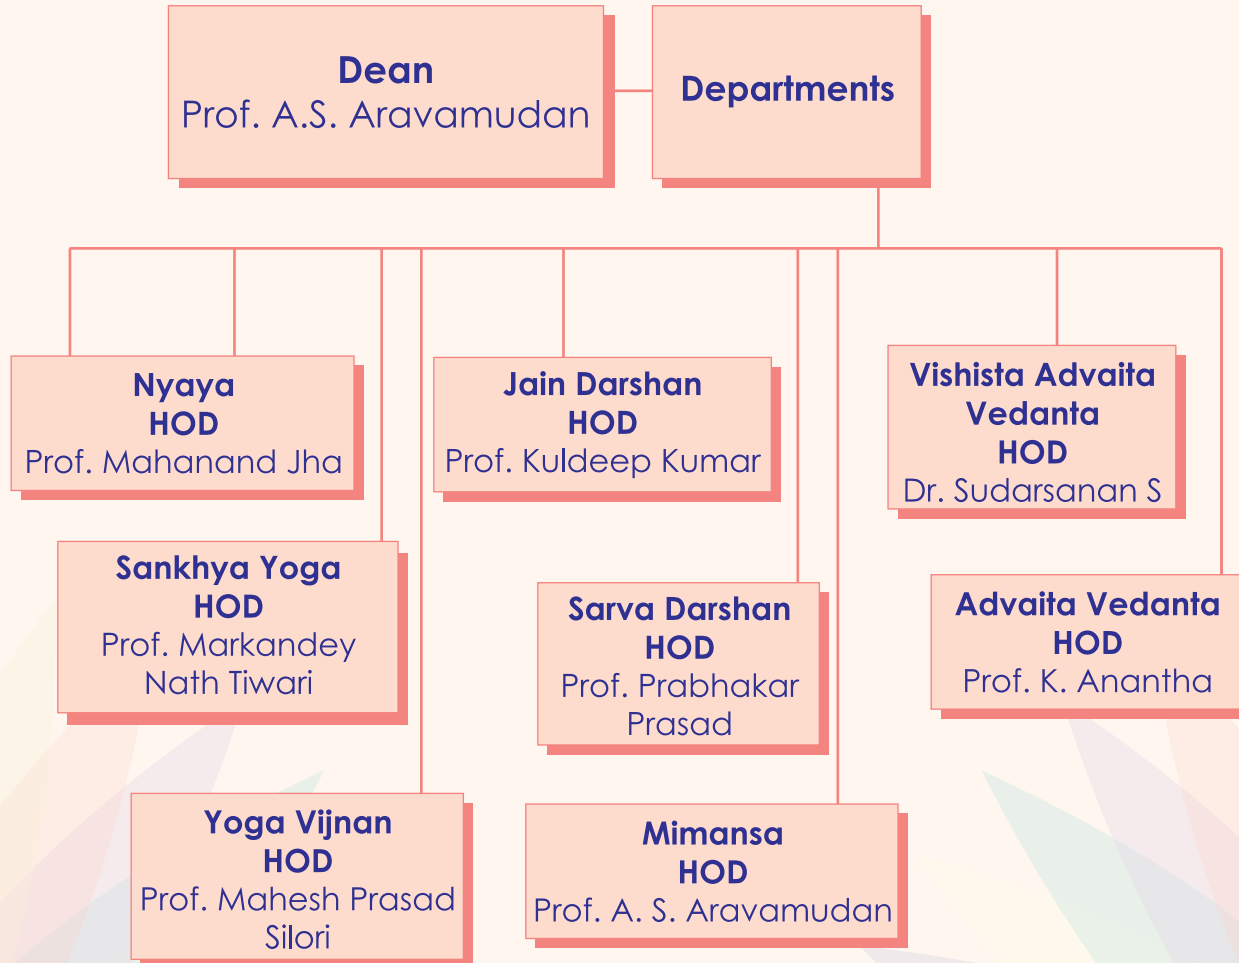 Dean
Prof. A.S. Aravamudan
Departments
Nyaya
HOD
Prof. Mahanand Jha
Jain Darshan
HOD
Prof. Kuldeep Kumar
Vishista Advaita
Vedanta
HOD
Dr. Sudarsanan S
Sankhya Yoga
HOD
Prof. Markandey
Nath Tiwari
Sarva Darshan
HOD
Prof. Prabhakar
Prasad
Advaita Vedanta
HOD
Prof. K. Anantha
Yoga Vijnan
HOD
Prof. Mahesh Prasad
Silori
Mimansa
HOD
Prof. A. S. Aravamudan